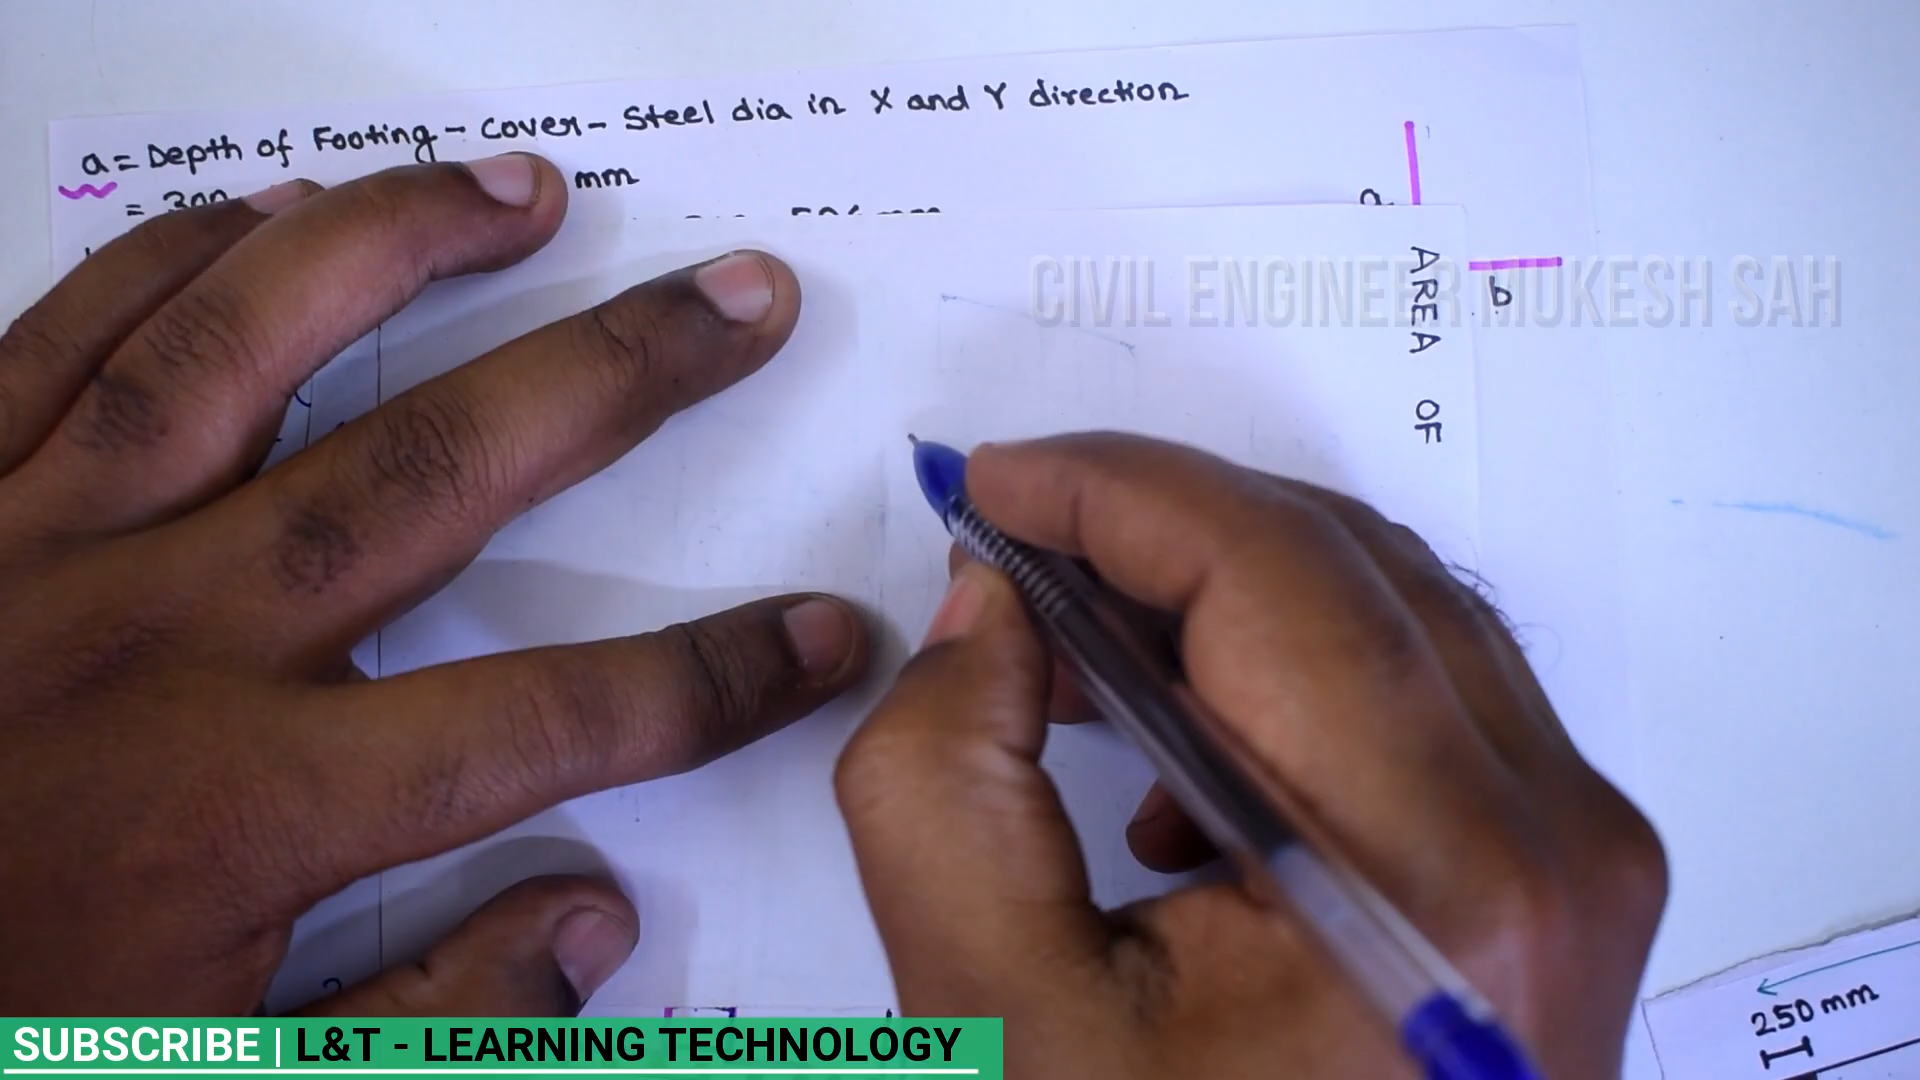 a = Depth of Footing - cover - Steel dia in X and Y direction
= 300 mm
a
CIVIL ENGINEER MUKESH SAH
b
AREA OF
250 mm
SUBSCRIBE | L&T - LEARNING TECHNOLOGY